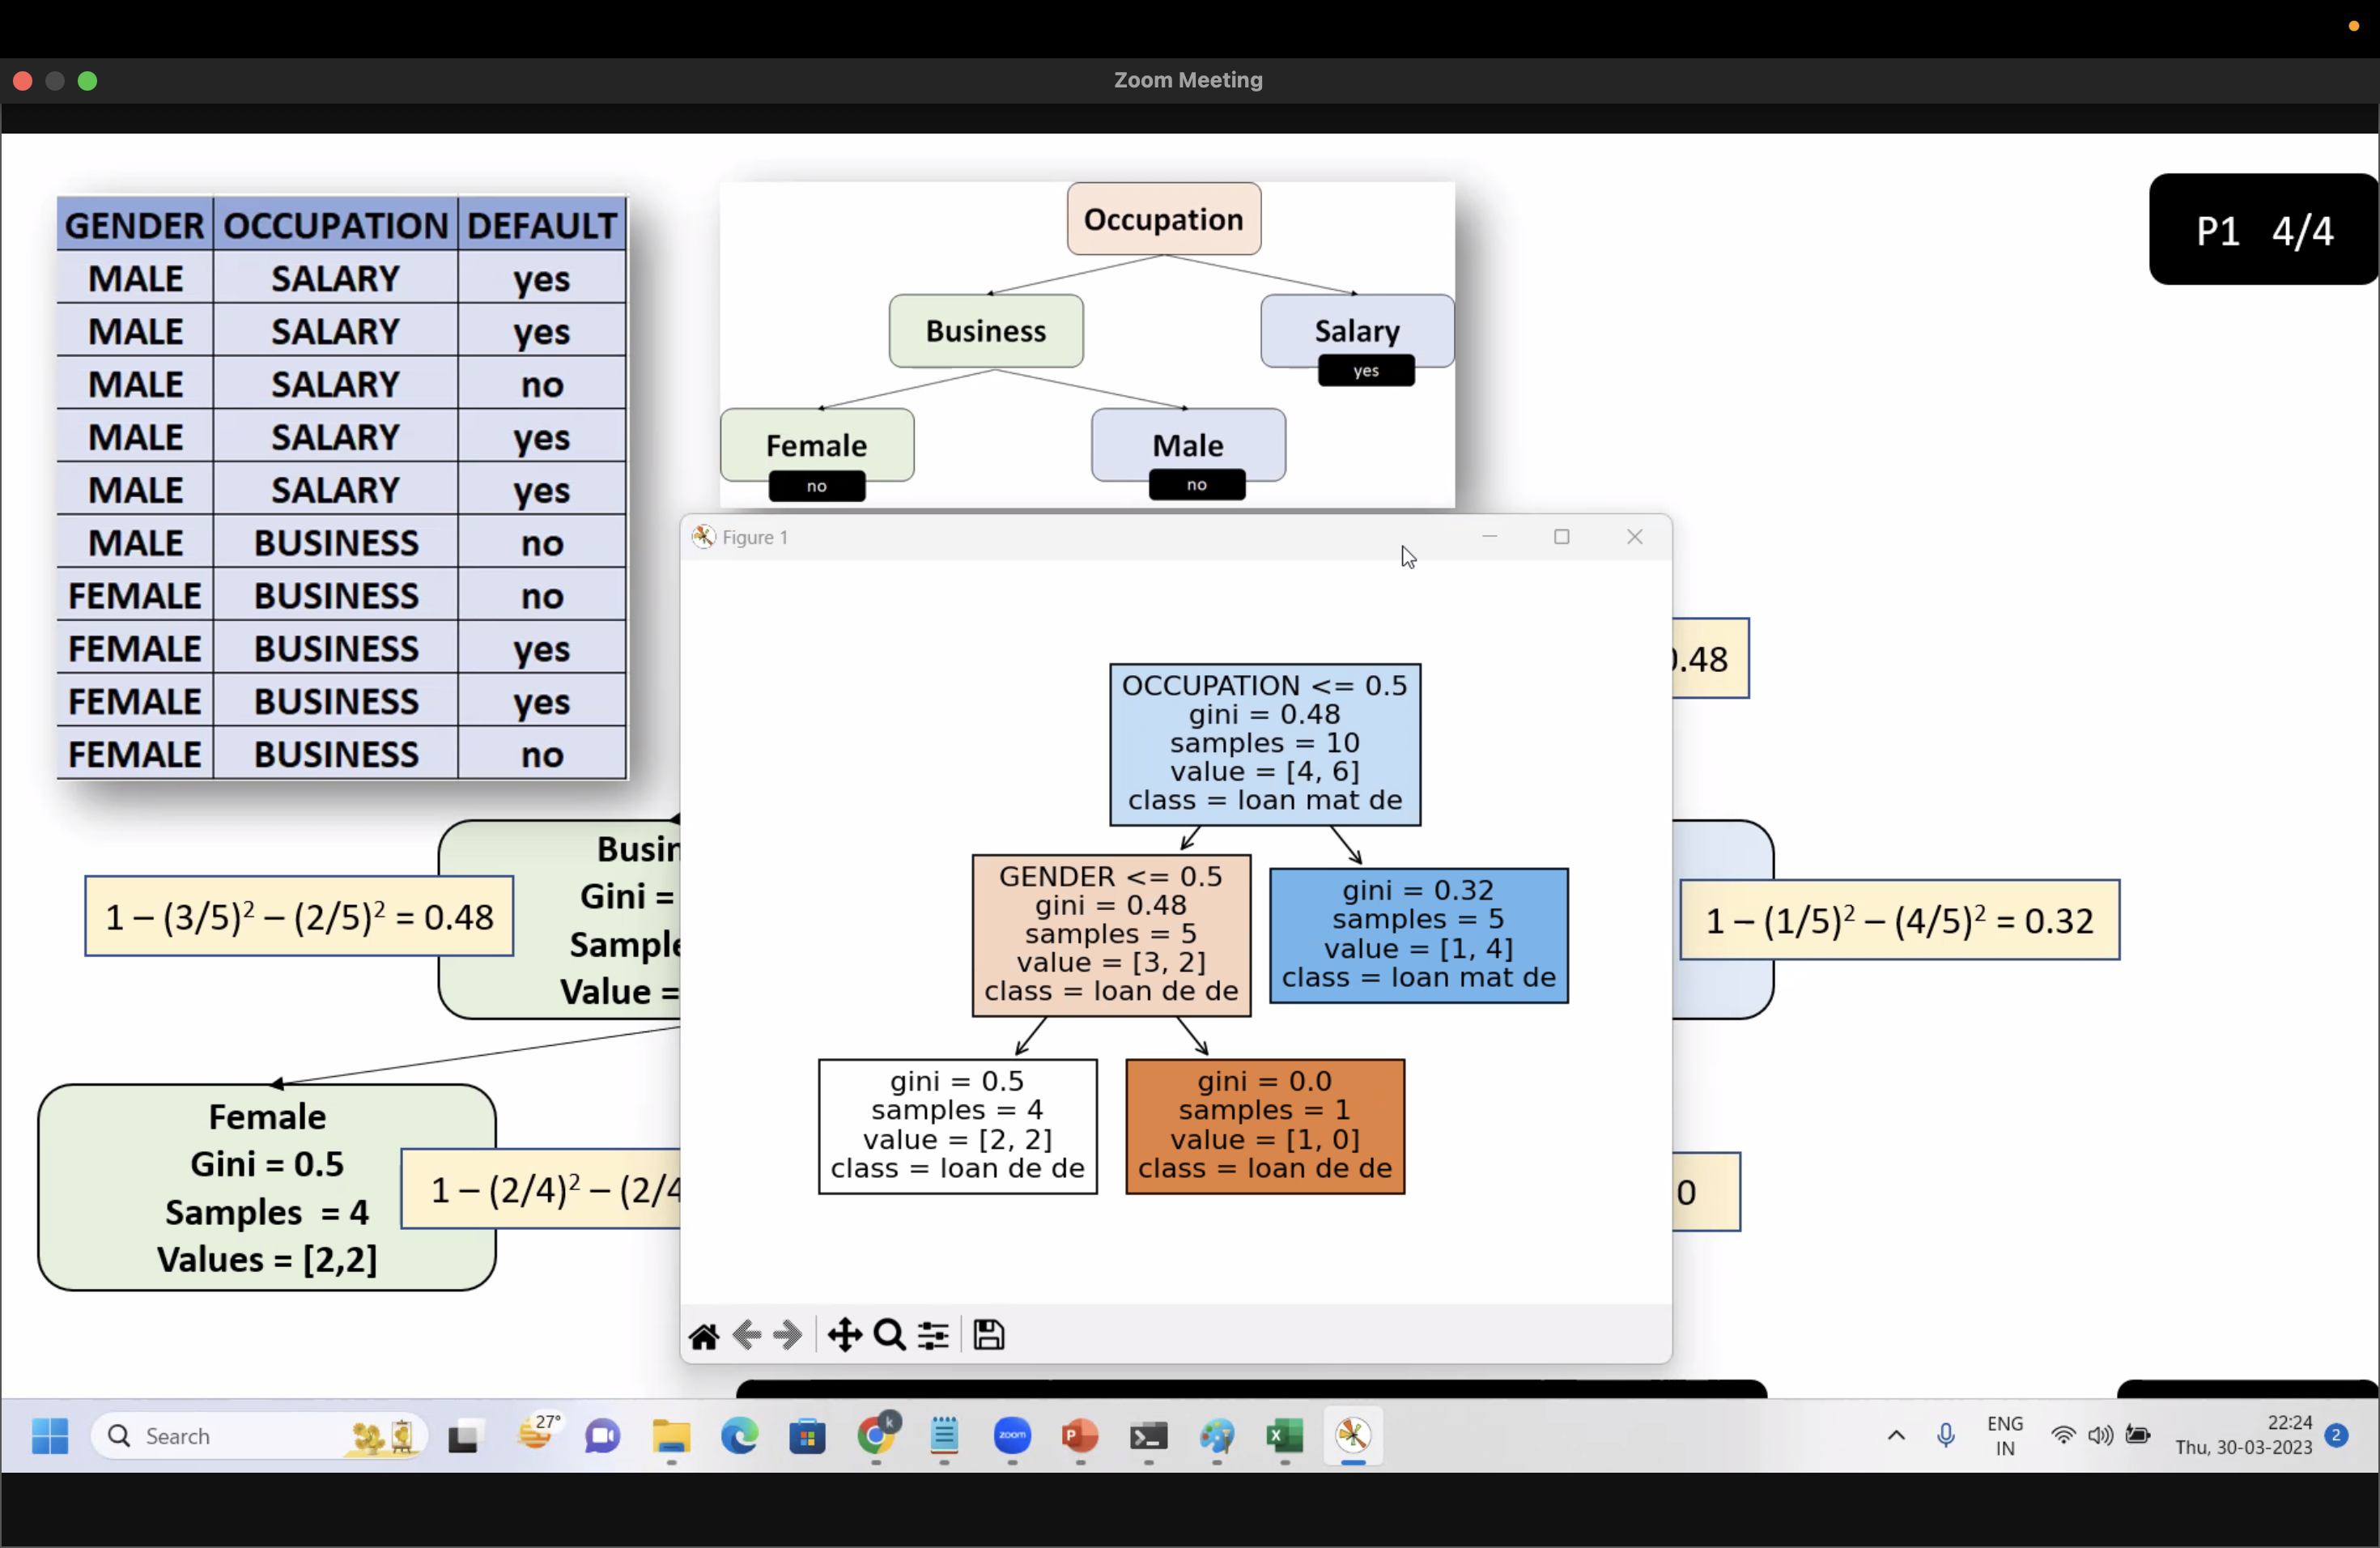 Zoom Meeting
GENDER OCCUPATION DEFAULT
MALE SALARY yes
MALE SALARY yes
MALE SALARY no
MALE SALARY yes
MALE SALARY yes
MALE BUSINESS no
FEMALE BUSINESS no
FEMALE BUSINESS yes
FEMALE BUSINESS yes
FEMALE BUSINESS no
Occupation
Business
Salary
yes
Female
no
Male
no
P1 4/4
Figure 1
OCCUPATION <= 0.5
gini = 0.48
samples = 10
value = [4, 6]
class = loan mat de
GENDER <= 0.5
gini = 0.48
samples = 5
value = [3, 2]
class = loan de de
gini = 0.32
samples = 5
value = [1, 4]
class = loan mat de
gini = 0.5
samples = 4
value = [2, 2]
class = loan de de
gini = 0.0
samples = 1
value = [1, 0]
class = loan de de
.48
1 – (3/5)² – (2/5)² = 0.48
Busin
Gini =
Sample
Value =
1 – (1/5)² – (4/5)² = 0.32
Female
Gini = 0.5
Samples = 4
Values = [2,2]
1 – (2/4)² – (2/4
0
Search
27°
k
zoom
ENG
IN
22:24
Thu, 30-03-2023
2